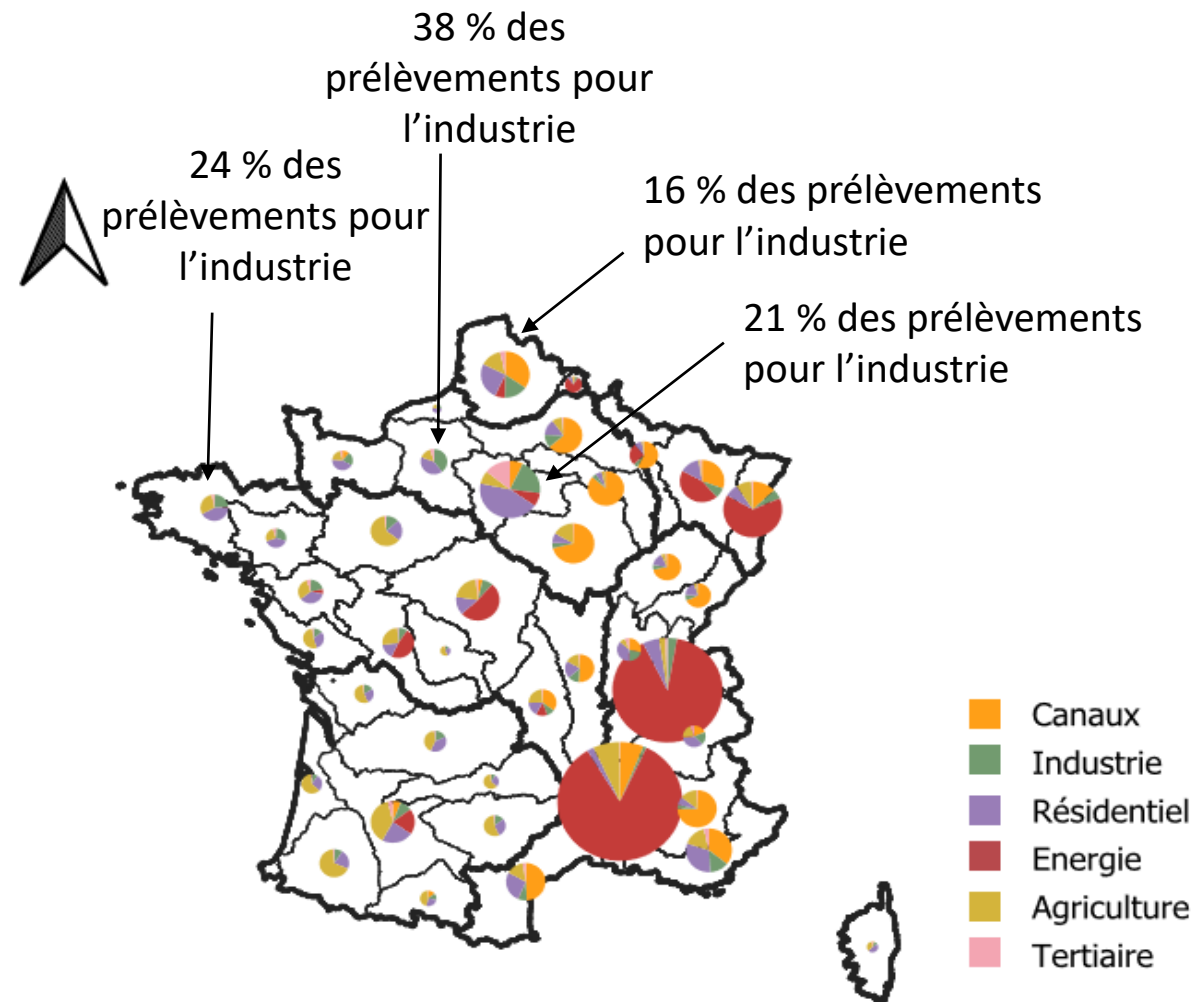 38 % des
prélèvements pour
l'industrie
24 % des
prélèvements pour
l'industrie
16 % des prélèvements
pour l'industrie
21 % des prélèvements
pour l'industrie
Canaux
Industrie
Résidentiel
Energie
Agriculture
Tertiaire